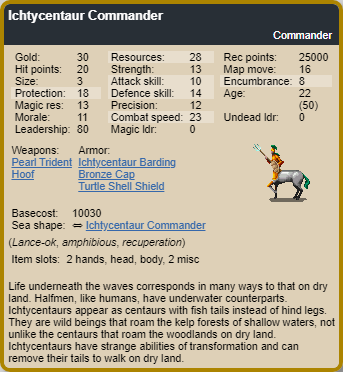 Ichtycentaur Commander
Commander
Gold: 30 Resources: 28 Rec points: 25000
Hit points: 20 Strength: 13 Map move: 16
Size: 3 Attack skill: 10 Encumbrance: 8
Protection: 18 Defence skill: 14 Age: 22
Magic res: 13 Precision: 12 (50)
Morale: 11 Combat speed: 23 Undead ldr: 0
Leadership: 80 Magic ldr: 0
Weapons: Armor:
Pearl Trident Ichtycentaur Barding
Hoof Bronze Cap
Turtle Shell Shield
Basecost: 10030
Sea shape: ⇔ Ichtycentaur Commander
(Lance-ok, amphibious, recuperation)
Item slots: 2 hands, head, body, 2 misc
Life underneath the waves corresponds in many ways to that on dry
land. Halfmen, like humans, have underwater counterparts.
Ichtycentaurs appear as centaurs with fish tails instead of hind legs.
They are wild beings that roam the kelp forests of shallow waters, not
unlike the centaurs that roam the woodlands on dry land.
Ichtycentaurs have strange abilities of transformation and can
remove their tails to walk on dry land.